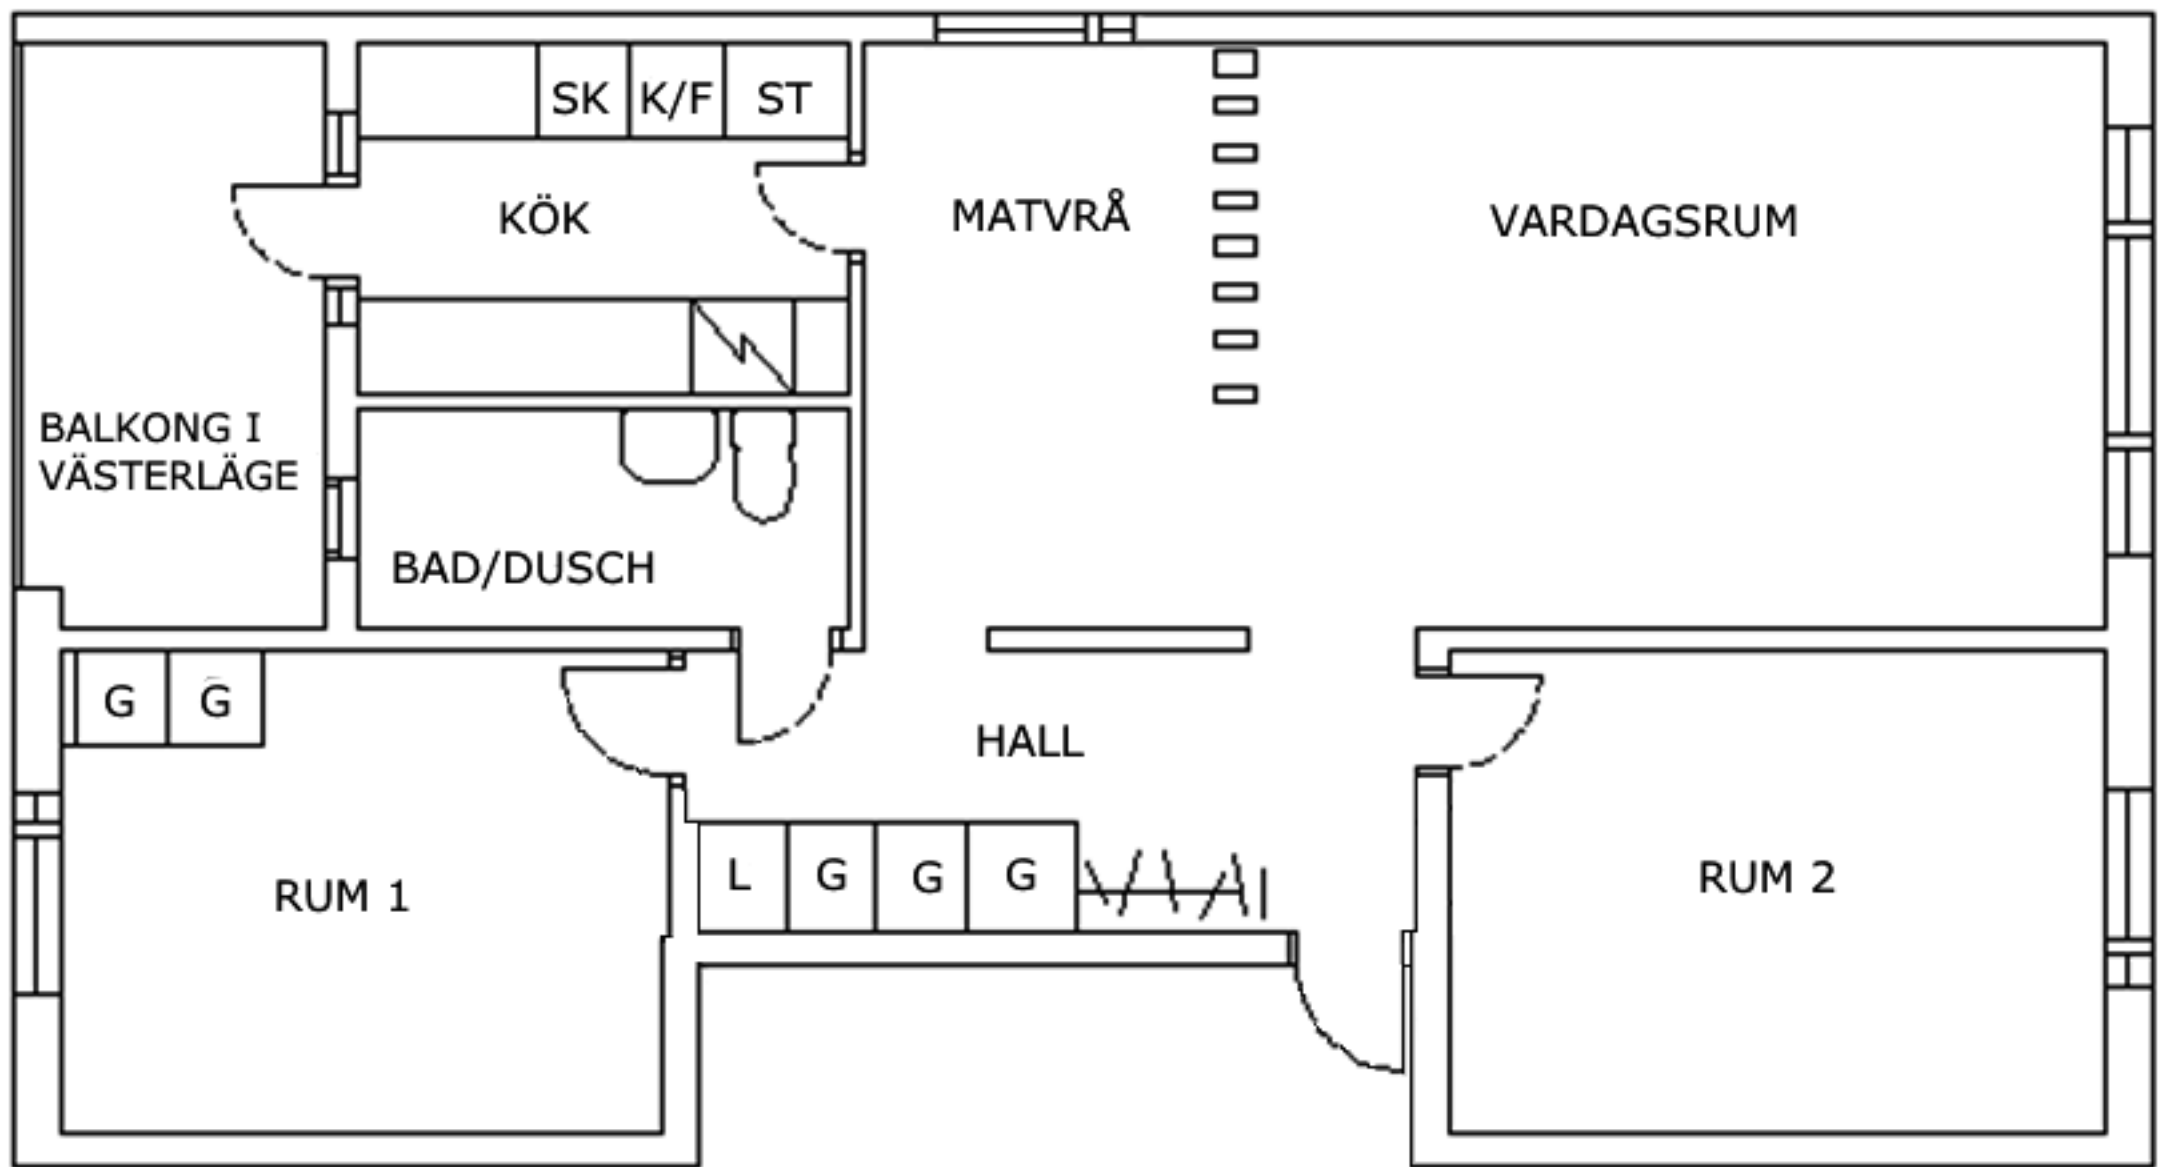 SK K/F ST
KÖK
MATVRÅ
VARDAGSRUM
BALKONG I
VÄSTERLÄGE
BAD/DUSCH
G G
HALL
L G G G
RUM 1
RUM 2